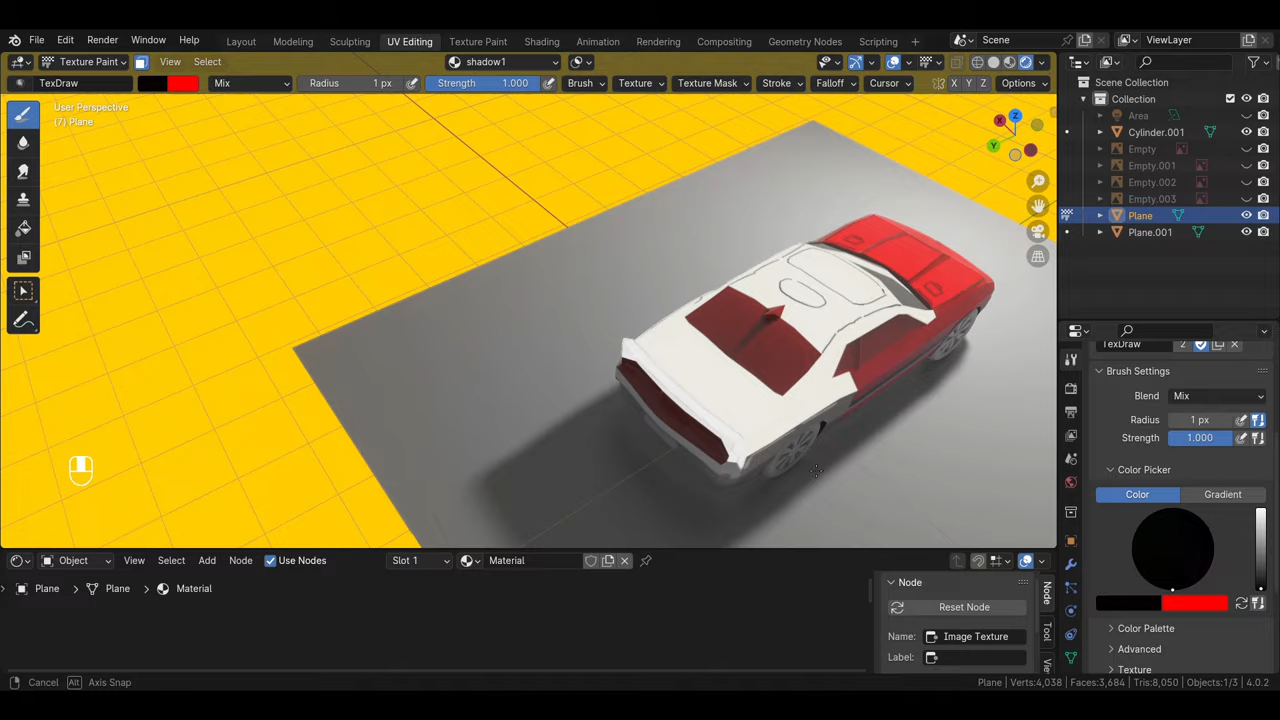 File Edit Render Window Help Layout Modeling Sculpting UV Editing Texture Paint Shading Animation Rendering Compositing Geometry Nodes Scripting + Scene ViewLayer
Texture Paint View Select shadow1
TexDraw Mix Radius 1 px Strength 1.000 Brush Texture Texture Mask Stroke Falloff Cursor X Y Z Options
User Perspective
(7) Plane
X
Y
Z
Scene Collection
Collection
Area
Cylinder.001
Empty
Empty.001
Empty.002
Empty.003
Plane
Plane.001
TexDraw 2
Brush Settings
Blend Mix
Radius 1 px
Strength 1.000
Color Picker
Color Gradient
Color Palette
Advanced
Texture
Object View Select Add Node Use Nodes Slot 1 Material
Plane > Plane > Material
Node
Reset Node
Name: Image Texture
Label:
Node
Tool
Cancel Alt Axis Snap
Plane | Verts:4,038 | Faces:3,684 | Tris:8,050 | Objects:1/3 | 4.0.2